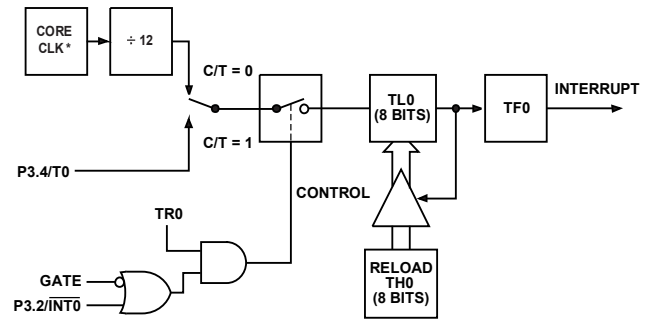 CORE
CLK*
÷ 12
C/T = 0
C/T = 1
P3.4/T0
TL0
(8 BITS)
TF0
INTERRUPT
CONTROL
TR0
GATE
P3.2/INT0
RELOAD
TH0
(8 BITS)